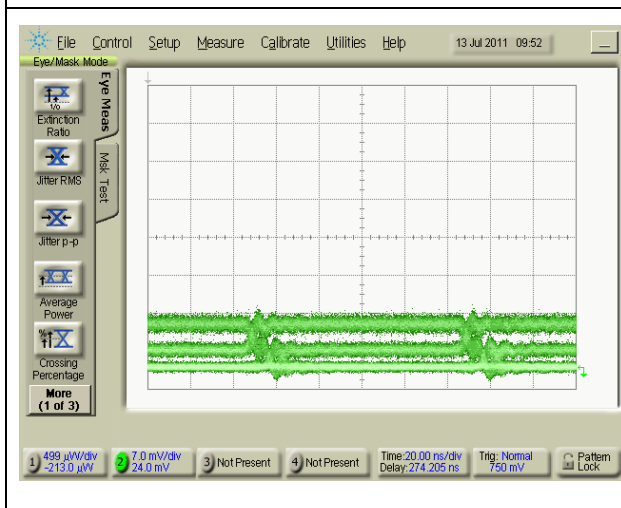 File Control Setup Measure Calibrate Utilities Help 13 Jul 2011 09:52
Eye/Mask Mode
Eye Meas
Msk Test
1/0
Extinction
Ratio
Jitter RMS
Jitter p-p
Average
Power
%
Crossing
Percentage
More
(1 of 3)
1) 499 µW/div
-213.0 µW
2) 7.0 mV/div
24.0 mV
3) Not Present
4) Not Present
Time:20.00 ns/div
Delay:274.205 ns
Trig: Normal
750 mV
Pattern
Lock